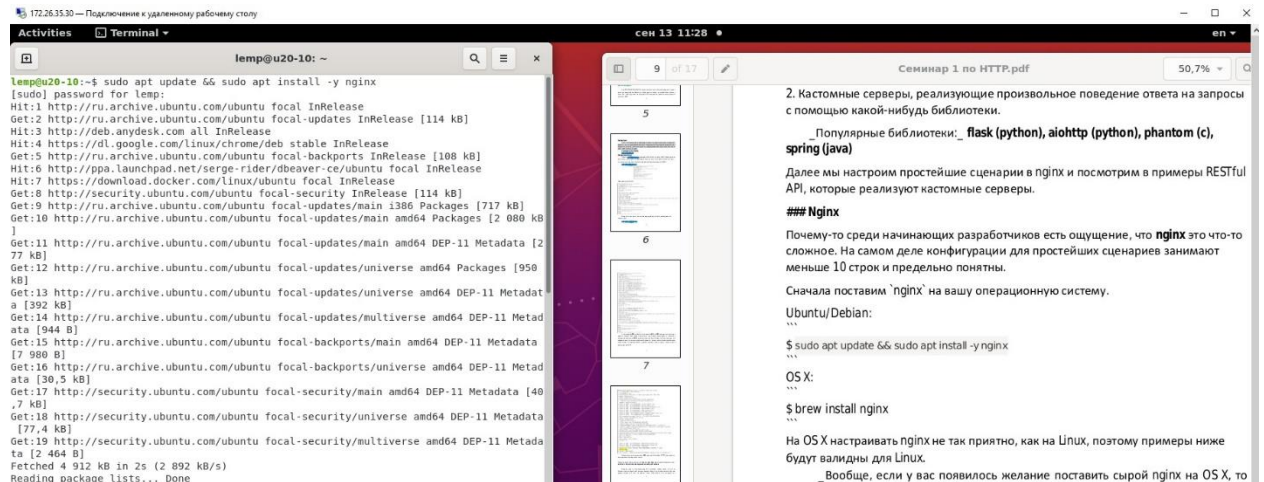 172.26.35.30 — Подключение к удаленному рабочему столу
Activities Terminal сен 13 11:28 en
lemp@u20-10: ~
lemp@u20-10:~$ sudo apt update && sudo apt install -y nginx
[sudo] password for lemp:
Hit:1 http://ru.archive.ubuntu.com/ubuntu focal InRelease
Get:2 http://ru.archive.ubuntu.com/ubuntu focal-updates InRelease [114 kB]
Hit:3 http://deb.anydesk.com all InRelease
Hit:4 https://dl.google.com/linux/chrome/deb stable InRelease
Get:5 http://ru.archive.ubuntu.com/ubuntu focal-backports InRelease [108 kB]
Hit:6 http://ppa.launchpad.net/serge-rider/dbeaver-ce/ubuntu focal InRelease
Hit:7 https://download.docker.com/linux/ubuntu focal InRelease
Get:8 http://security.ubuntu.com/ubuntu focal-security InRelease [114 kB]
Get:9 http://ru.archive.ubuntu.com/ubuntu focal-updates/main i386 Packages [717 kB]
Get:10 http://ru.archive.ubuntu.com/ubuntu focal-updates/main amd64 Packages [2 080 kB
]
Get:11 http://ru.archive.ubuntu.com/ubuntu focal-updates/main amd64 DEP-11 Metadata [2
77 kB]
Get:12 http://ru.archive.ubuntu.com/ubuntu focal-updates/universe amd64 Packages [950
kB]
Get:13 http://ru.archive.ubuntu.com/ubuntu focal-updates/universe amd64 DEP-11 Metadat
a [392 kB]
Get:14 http://ru.archive.ubuntu.com/ubuntu focal-updates/multiverse amd64 DEP-11 Metad
ata [944 B]
Get:15 http://ru.archive.ubuntu.com/ubuntu focal-backports/main amd64 DEP-11 Metadata
[7 980 B]
Get:16 http://ru.archive.ubuntu.com/ubuntu focal-backports/universe amd64 DEP-11 Metad
ata [30,5 kB]
Get:17 http://security.ubuntu.com/ubuntu focal-security/main amd64 DEP-11 Metadata [40
,7 kB]
Get:18 http://security.ubuntu.com/ubuntu focal-security/universe amd64 DEP-11 Metadata
[77,4 kB]
Get:19 http://security.ubuntu.com/ubuntu focal-security/multiverse amd64 DEP-11 Metada
ta [2 464 B]
Fetched 4 912 kB in 2s (2 892 kB/s)
Reading package lists... Done
9 of 17 Семинар 1 по HTTP.pdf 50,7%
5
6
7
2. Кастомные серверы, реализующие произвольное поведение ответа на запросы
с помощью какой-нибудь библиотеки.
_Популярные библиотеки:_ flask (python), aiohttp (python), phantom (c),
spring (java)
Далее мы настроим простейшие сценарии в nginx и посмотрим в примеры RESTful
API, которые реализуют кастомные серверы.
### Nginx
Почему-то среди начинающих разработчиков есть ощущение, что nginx это что-то
сложное. На самом деле конфигурации для простейших сценариев занимают
меньше 10 строк и предельно понятны.
Сначала поставим `nginx` на вашу операционную систему.
Ubuntu/Debian:
```
$ sudo apt update && sudo apt install -y nginx
```
OS X:
```
$ brew install nginx
```
На OS X настраивать nginx не так приятно, как на Linux, поэтому примеры ниже
будут валидны для Linux.
_Вообще, если у вас появилось желание поставить сырой nginx на OS X, то